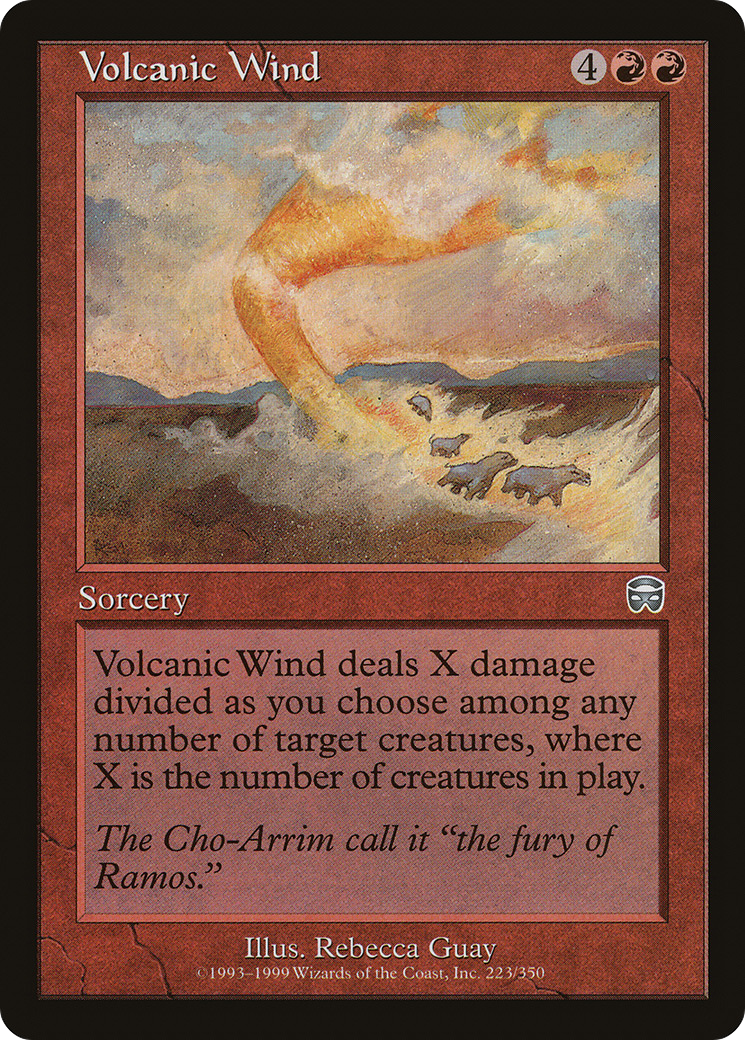 Volcanic Wind 4
Sorcery
Volcanic Wind deals X damage
divided as you choose among any
number of target creatures, where
X is the number of creatures in play.
The Cho-Arrim call it “the fury of
Ramos.”
Illus. Rebecca Guay
©1993–1999 Wizards of the Coast, Inc. 223/350